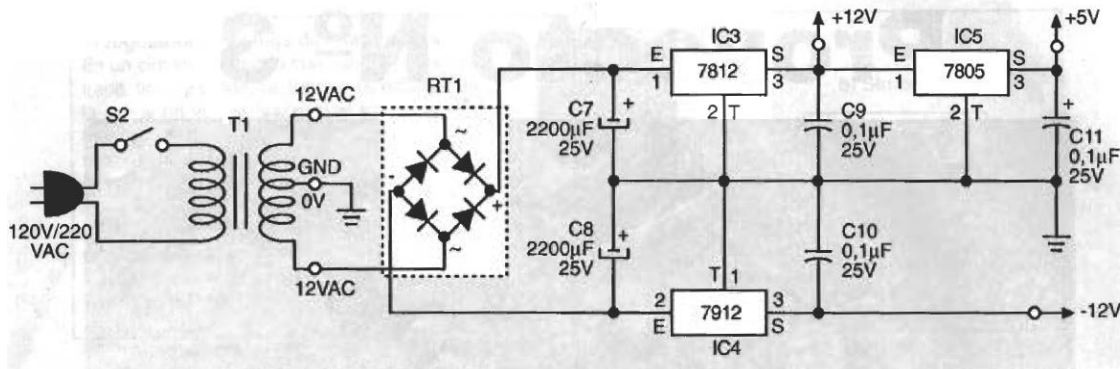 S2
120V/220
VAC
T1
12VAC
GND
0V
12VAC
RT1
~
+
~
C7
+
2200µF
25V
C8
+
2200µF
25V
IC3
E
1
7812
S
3
2
T
+12V
C9
0,1µF
25V
C10
0,1µF
25V
T
1
2
E
7912
3
S
IC4
IC5
E
1
7805
S
3
2
T
+5V
+
C11
0,1µF
25V
-12V